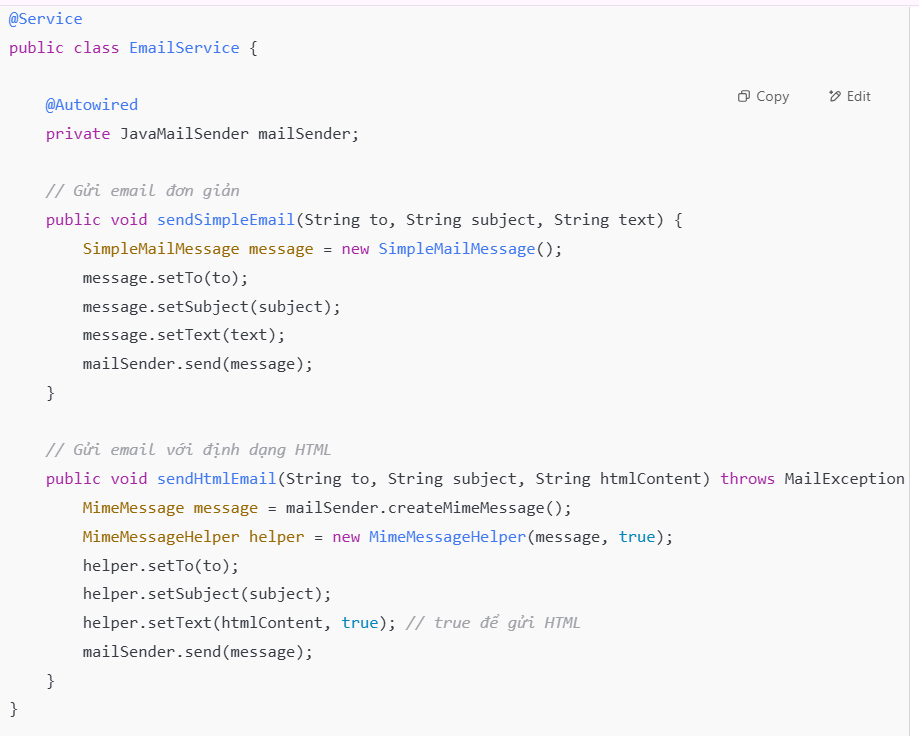 @Service
public class EmailService {
Copy Edit
    @Autowired
    private JavaMailSender mailSender;
    // Gửi email đơn giản
    public void sendSimpleEmail(String to, String subject, String text) {
        SimpleMailMessage message = new SimpleMailMessage();
        message.setTo(to);
        message.setSubject(subject);
        message.setText(text);
        mailSender.send(message);
    }
    // Gửi email với định dạng HTML
    public void sendHtmlEmail(String to, String subject, String htmlContent) throws MailException
        MimeMessage message = mailSender.createMimeMessage();
        MimeMessageHelper helper = new MimeMessageHelper(message, true);
        helper.setTo(to);
        helper.setSubject(subject);
        helper.setText(htmlContent, true); // true để gửi HTML
        mailSender.send(message);
    }
}